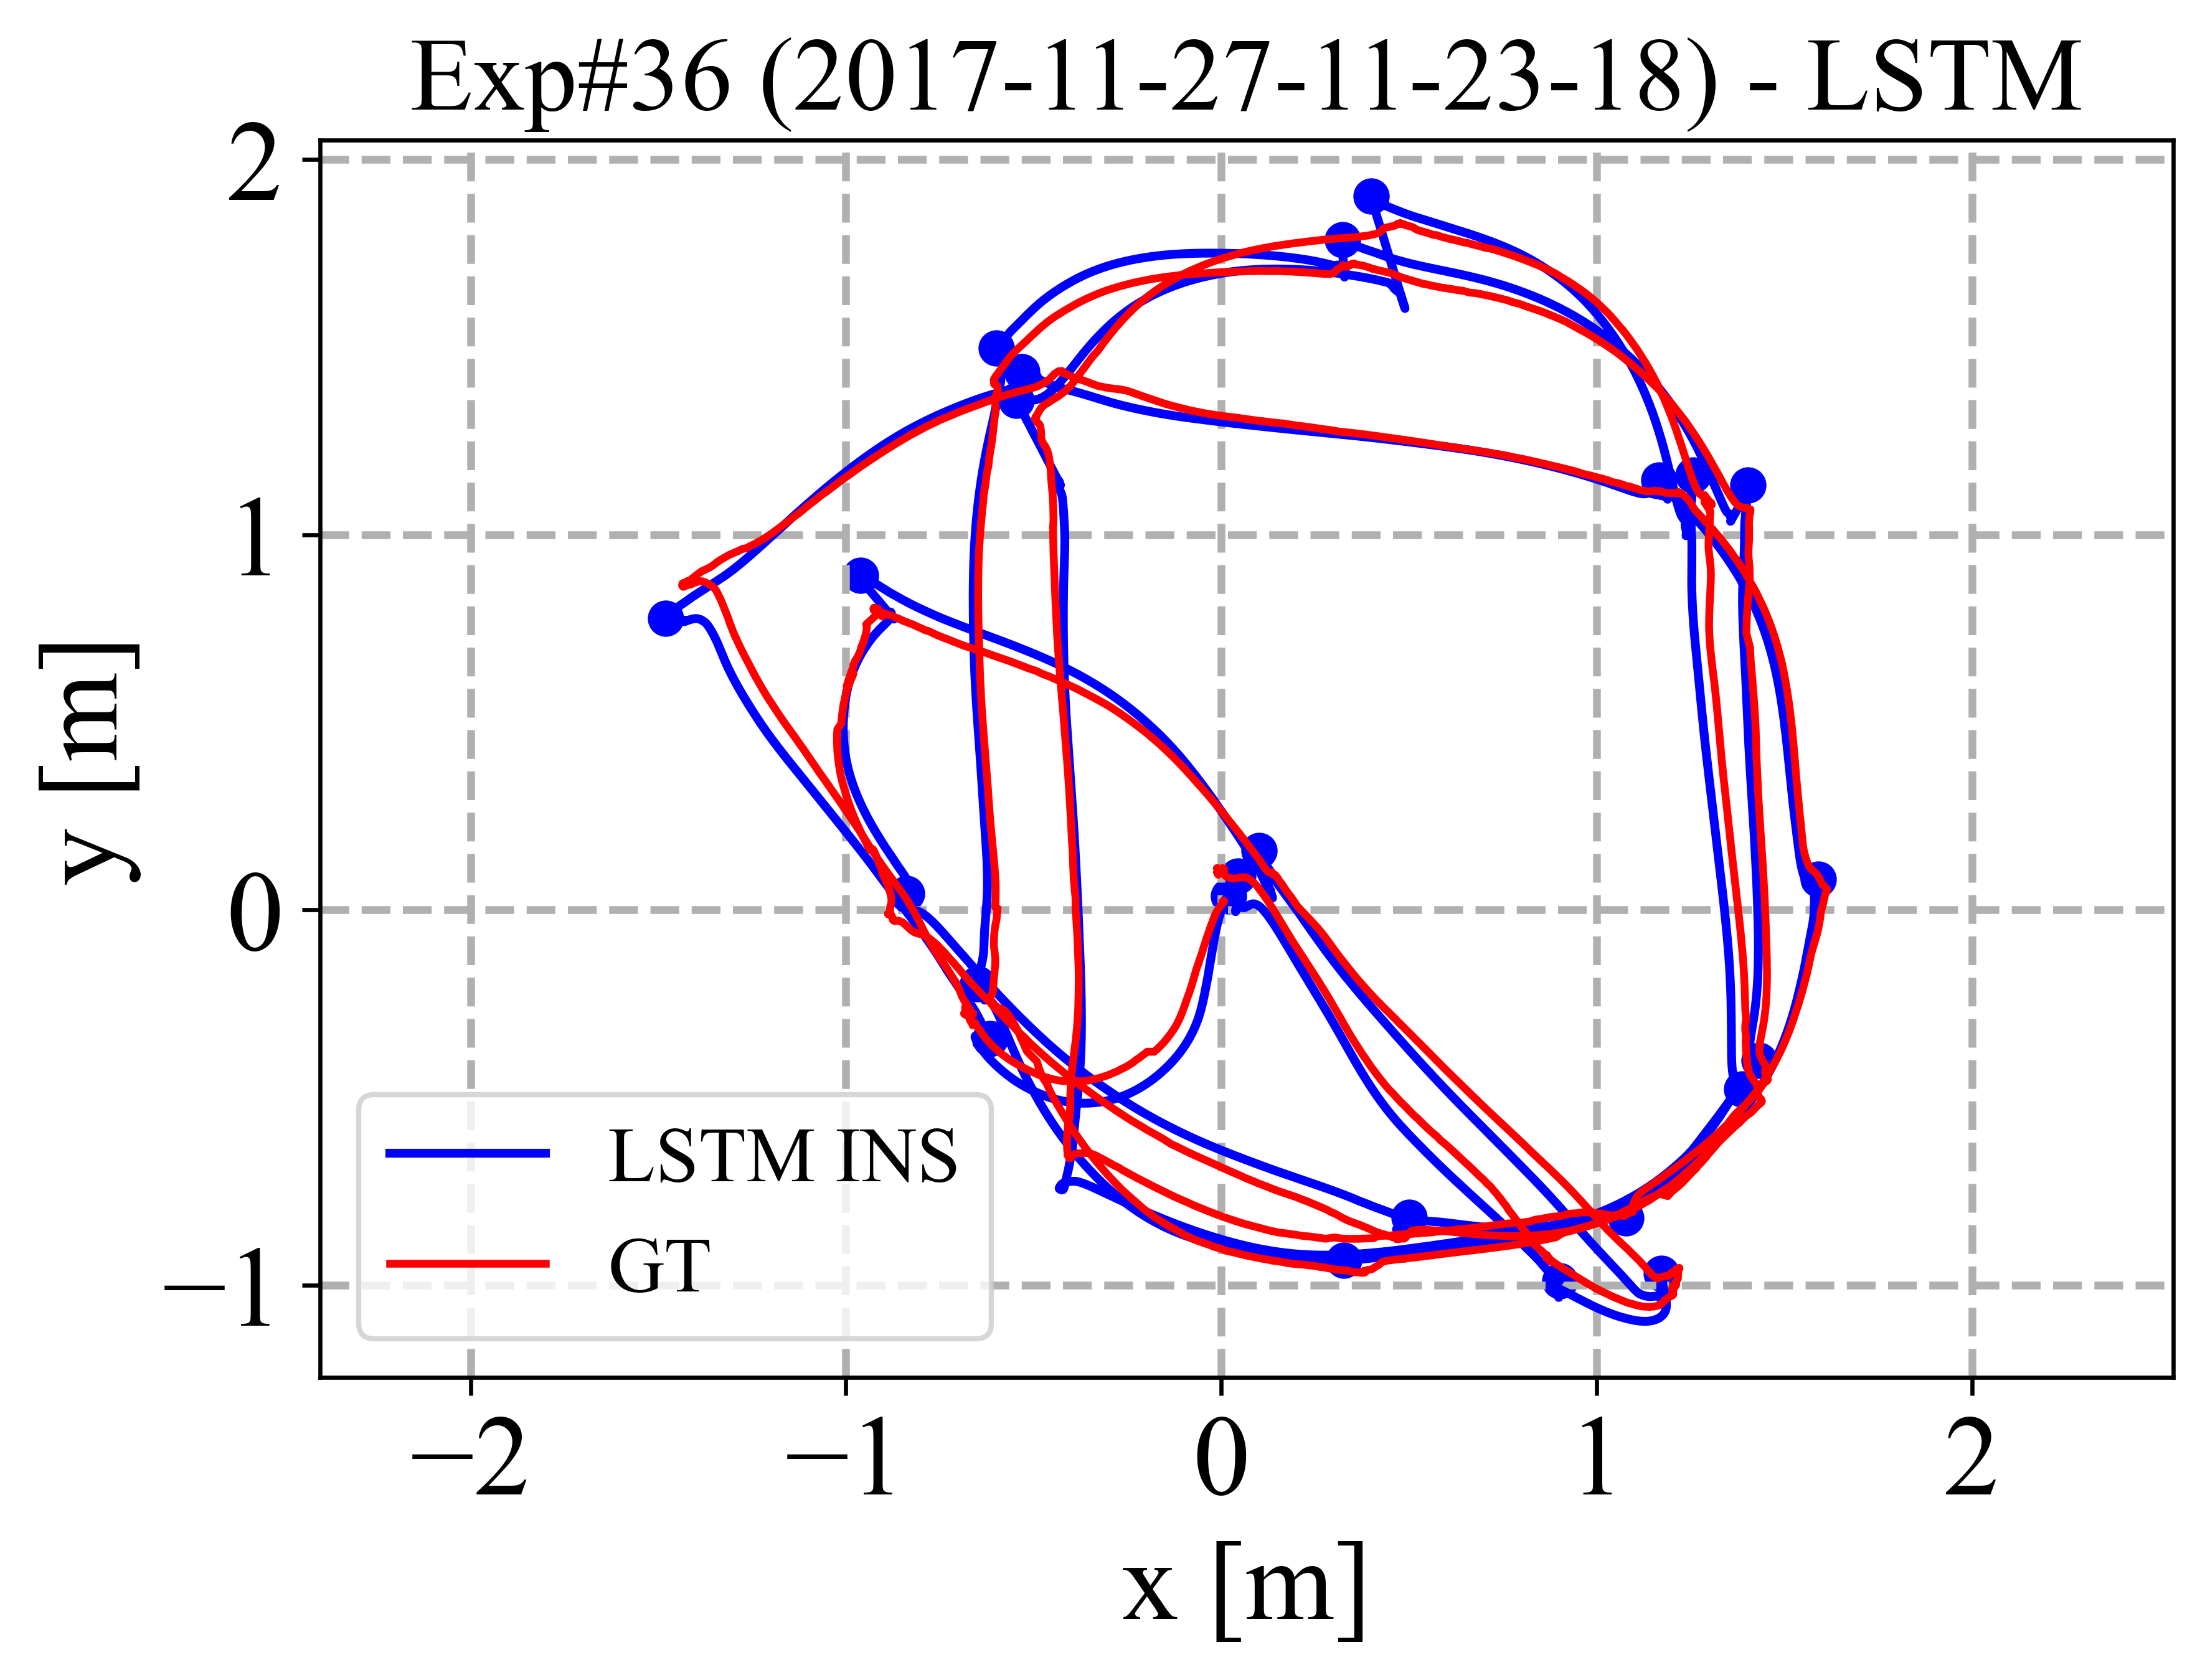 Exp#36 (2017-11-27-11-23-18) - LSTM
2
1
0
−1
y [m]
LSTM INS
GT
−2 −1 0 1 2
x [m]